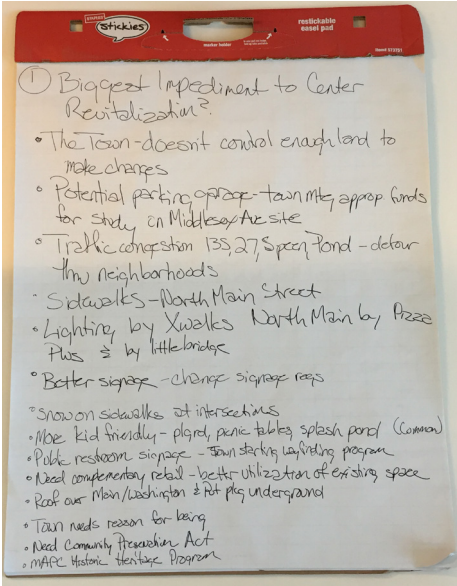 STAPLES
stickies
restickable
easel pad
marker holder
① Biggest Impediment to Center
Revitalization?
• The Town - doesn't control enough land to
make changes
• Potential parking garage - town mtg approp funds
for study on Middlesex Ave site
• Traffic congestion 135, 27, Speen, Pond - detour
thru neighborhoods
• Sidewalks - North Main Street
• Lighting by Xwalks North Main by Pizza
Plus & by little bridge
• Better signage - change signage regs
• Snow on sidewalks at intersections
• More kid friendly - plgrd, picnic tables, splash pond (Common)
• Public restroom signage - Town starting wayfinding program
• Need complementary retail - better utilization of existing space
• Roof over Main/Washington & Put pkg underground
• Town needs reason for being
• Need Community Preservation Act
• MAPC Historic Heritage Program